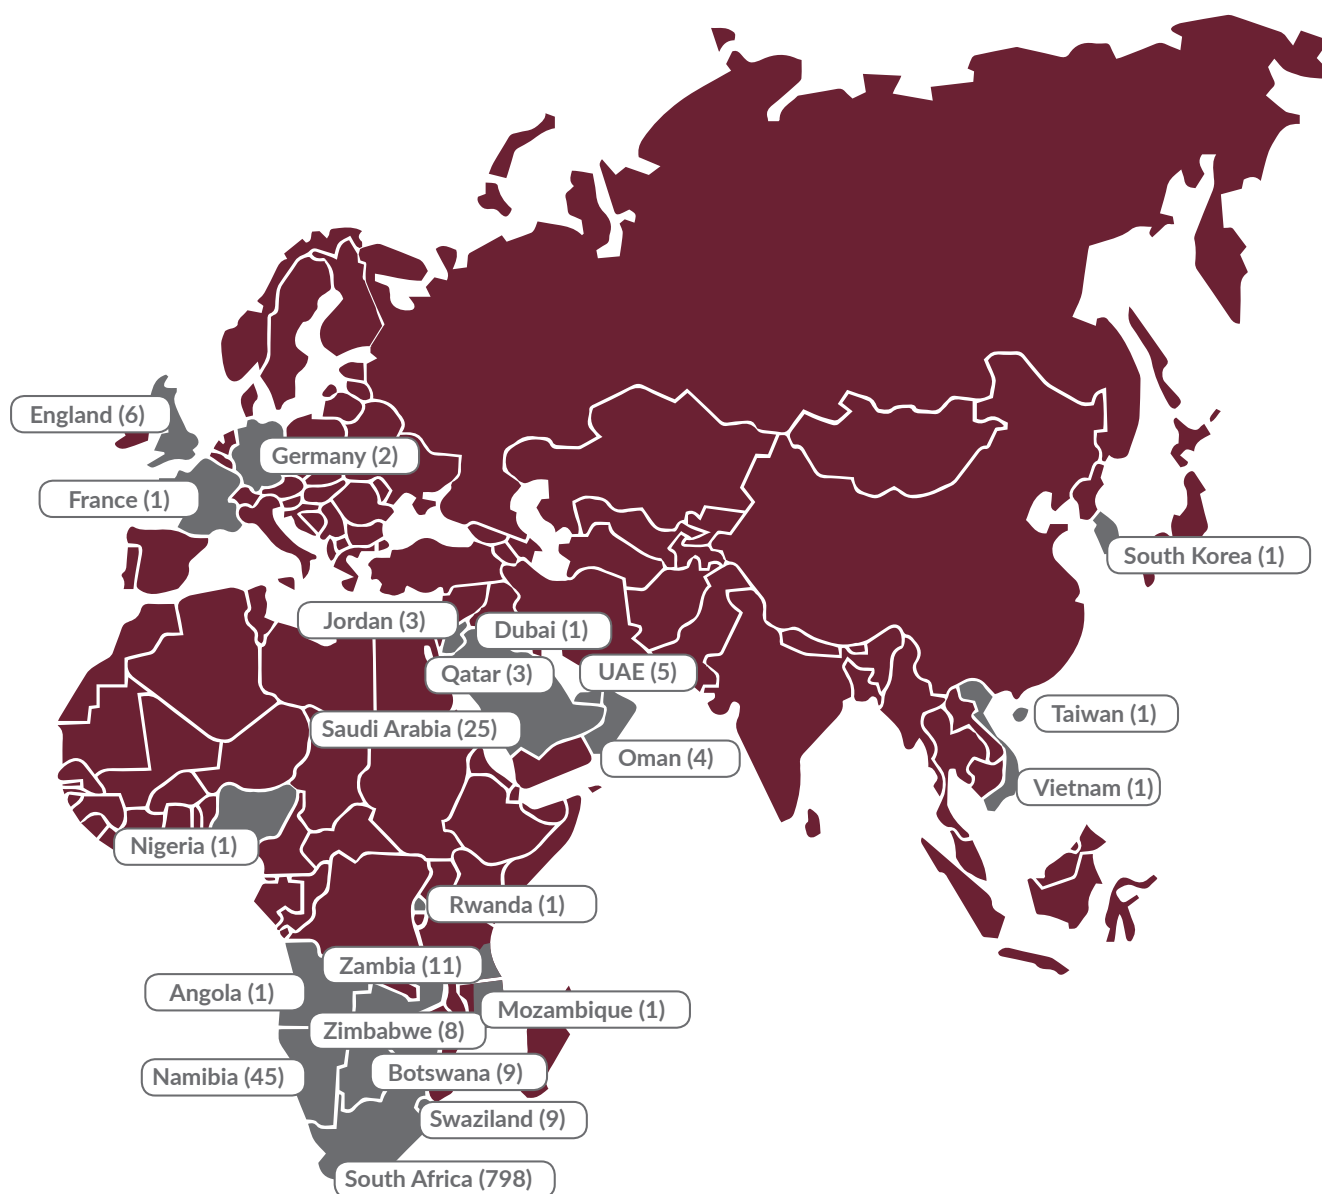 England (6)
Germany (2)
France (1)
South Korea (1)
Jordan (3)
Dubai (1)
Qatar (3)
UAE (5)
Taiwan (1)
Saudi Arabia (25)
Oman (4)
Vietnam (1)
Nigeria (1)
Rwanda (1)
Zambia (11)
Angola (1)
Mozambique (1)
Zimbabwe (8)
Botswana (9)
Namibia (45)
Swaziland (9)
South Africa (798)